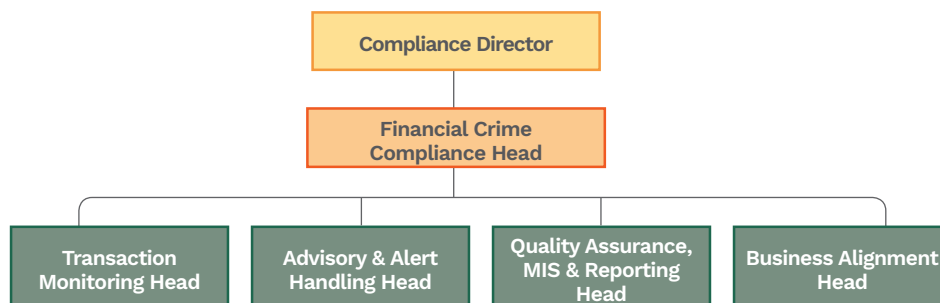 Compliance Director
Financial Crime
Compliance Head
Transaction
Monitoring Head
Advisory & Alert
Handling Head
Quality Assurance,
MIS & Reporting
Head
Business Alignment
Head